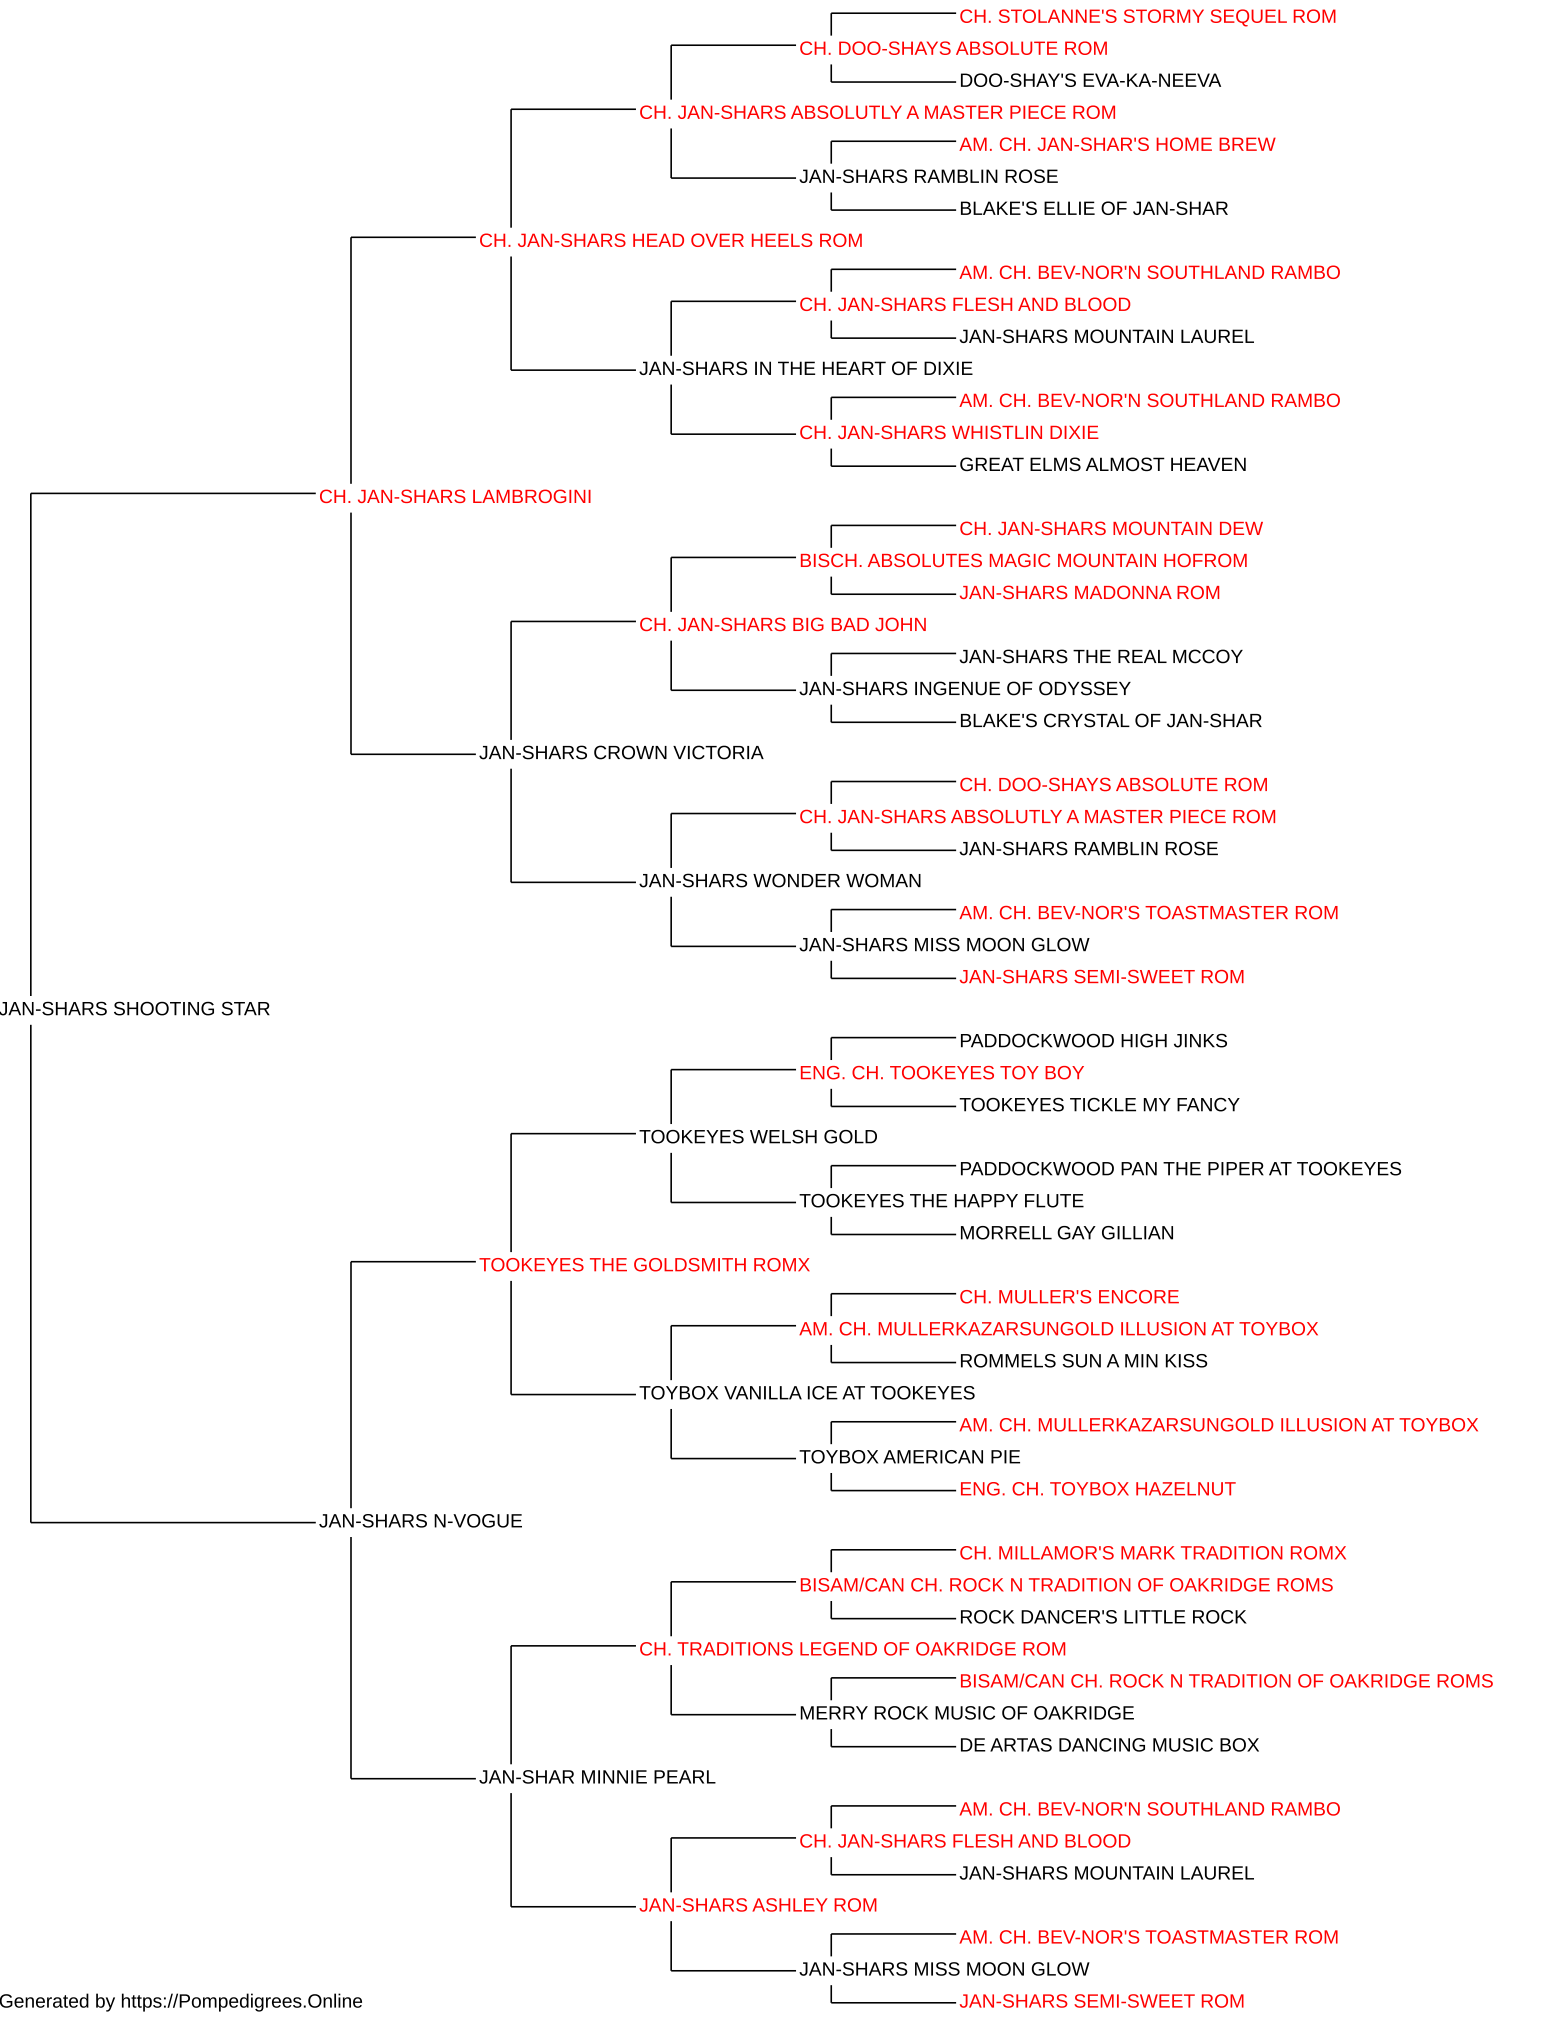 CH. STOLANNE'S STORMY SEQUEL ROM
CH. DOO-SHAYS ABSOLUTE ROM
DOO-SHAY'S EVA-KA-NEEVA
CH. JAN-SHARS ABSOLUTLY A MASTER PIECE ROM
AM. CH. JAN-SHAR'S HOME BREW
JAN-SHARS RAMBLIN ROSE
BLAKE'S ELLIE OF JAN-SHAR
CH. JAN-SHARS HEAD OVER HEELS ROM
AM. CH. BEV-NOR'N SOUTHLAND RAMBO
CH. JAN-SHARS FLESH AND BLOOD
JAN-SHARS MOUNTAIN LAUREL
JAN-SHARS IN THE HEART OF DIXIE
AM. CH. BEV-NOR'N SOUTHLAND RAMBO
CH. JAN-SHARS WHISTLIN DIXIE
GREAT ELMS ALMOST HEAVEN
CH. JAN-SHARS LAMBROGINI
CH. JAN-SHARS MOUNTAIN DEW
BISCH. ABSOLUTES MAGIC MOUNTAIN HOFROM
JAN-SHARS MADONNA ROM
CH. JAN-SHARS BIG BAD JOHN
JAN-SHARS THE REAL MCCOY
JAN-SHARS INGENUE OF ODYSSEY
BLAKE'S CRYSTAL OF JAN-SHAR
JAN-SHARS CROWN VICTORIA
CH. DOO-SHAYS ABSOLUTE ROM
CH. JAN-SHARS ABSOLUTLY A MASTER PIECE ROM
JAN-SHARS RAMBLIN ROSE
JAN-SHARS WONDER WOMAN
AM. CH. BEV-NOR'S TOASTMASTER ROM
JAN-SHARS MISS MOON GLOW
JAN-SHARS SEMI-SWEET ROM
JAN-SHARS SHOOTING STAR
PADDOCKWOOD HIGH JINKS
ENG. CH. TOOKEYES TOY BOY
TOOKEYES TICKLE MY FANCY
TOOKEYES WELSH GOLD
PADDOCKWOOD PAN THE PIPER AT TOOKEYES
TOOKEYES THE HAPPY FLUTE
MORRELL GAY GILLIAN
TOOKEYES THE GOLDSMITH ROMX
CH. MULLER'S ENCORE
AM. CH. MULLERKAZARSUNGOLD ILLUSION AT TOYBOX
ROMMELS SUN A MIN KISS
TOYBOX VANILLA ICE AT TOOKEYES
AM. CH. MULLERKAZARSUNGOLD ILLUSION AT TOYBOX
TOYBOX AMERICAN PIE
ENG. CH. TOYBOX HAZELNUT
JAN-SHARS N-VOGUE
CH. MILLAMOR'S MARK TRADITION ROMX
BISAM/CAN CH. ROCK N TRADITION OF OAKRIDGE ROMS
ROCK DANCER'S LITTLE ROCK
CH. TRADITIONS LEGEND OF OAKRIDGE ROM
BISAM/CAN CH. ROCK N TRADITION OF OAKRIDGE ROMS
MERRY ROCK MUSIC OF OAKRIDGE
DE ARTAS DANCING MUSIC BOX
JAN-SHAR MINNIE PEARL
AM. CH. BEV-NOR'N SOUTHLAND RAMBO
CH. JAN-SHARS FLESH AND BLOOD
JAN-SHARS MOUNTAIN LAUREL
JAN-SHARS ASHLEY ROM
AM. CH. BEV-NOR'S TOASTMASTER ROM
JAN-SHARS MISS MOON GLOW
JAN-SHARS SEMI-SWEET ROM
Generated by https://Pompedigrees.Online